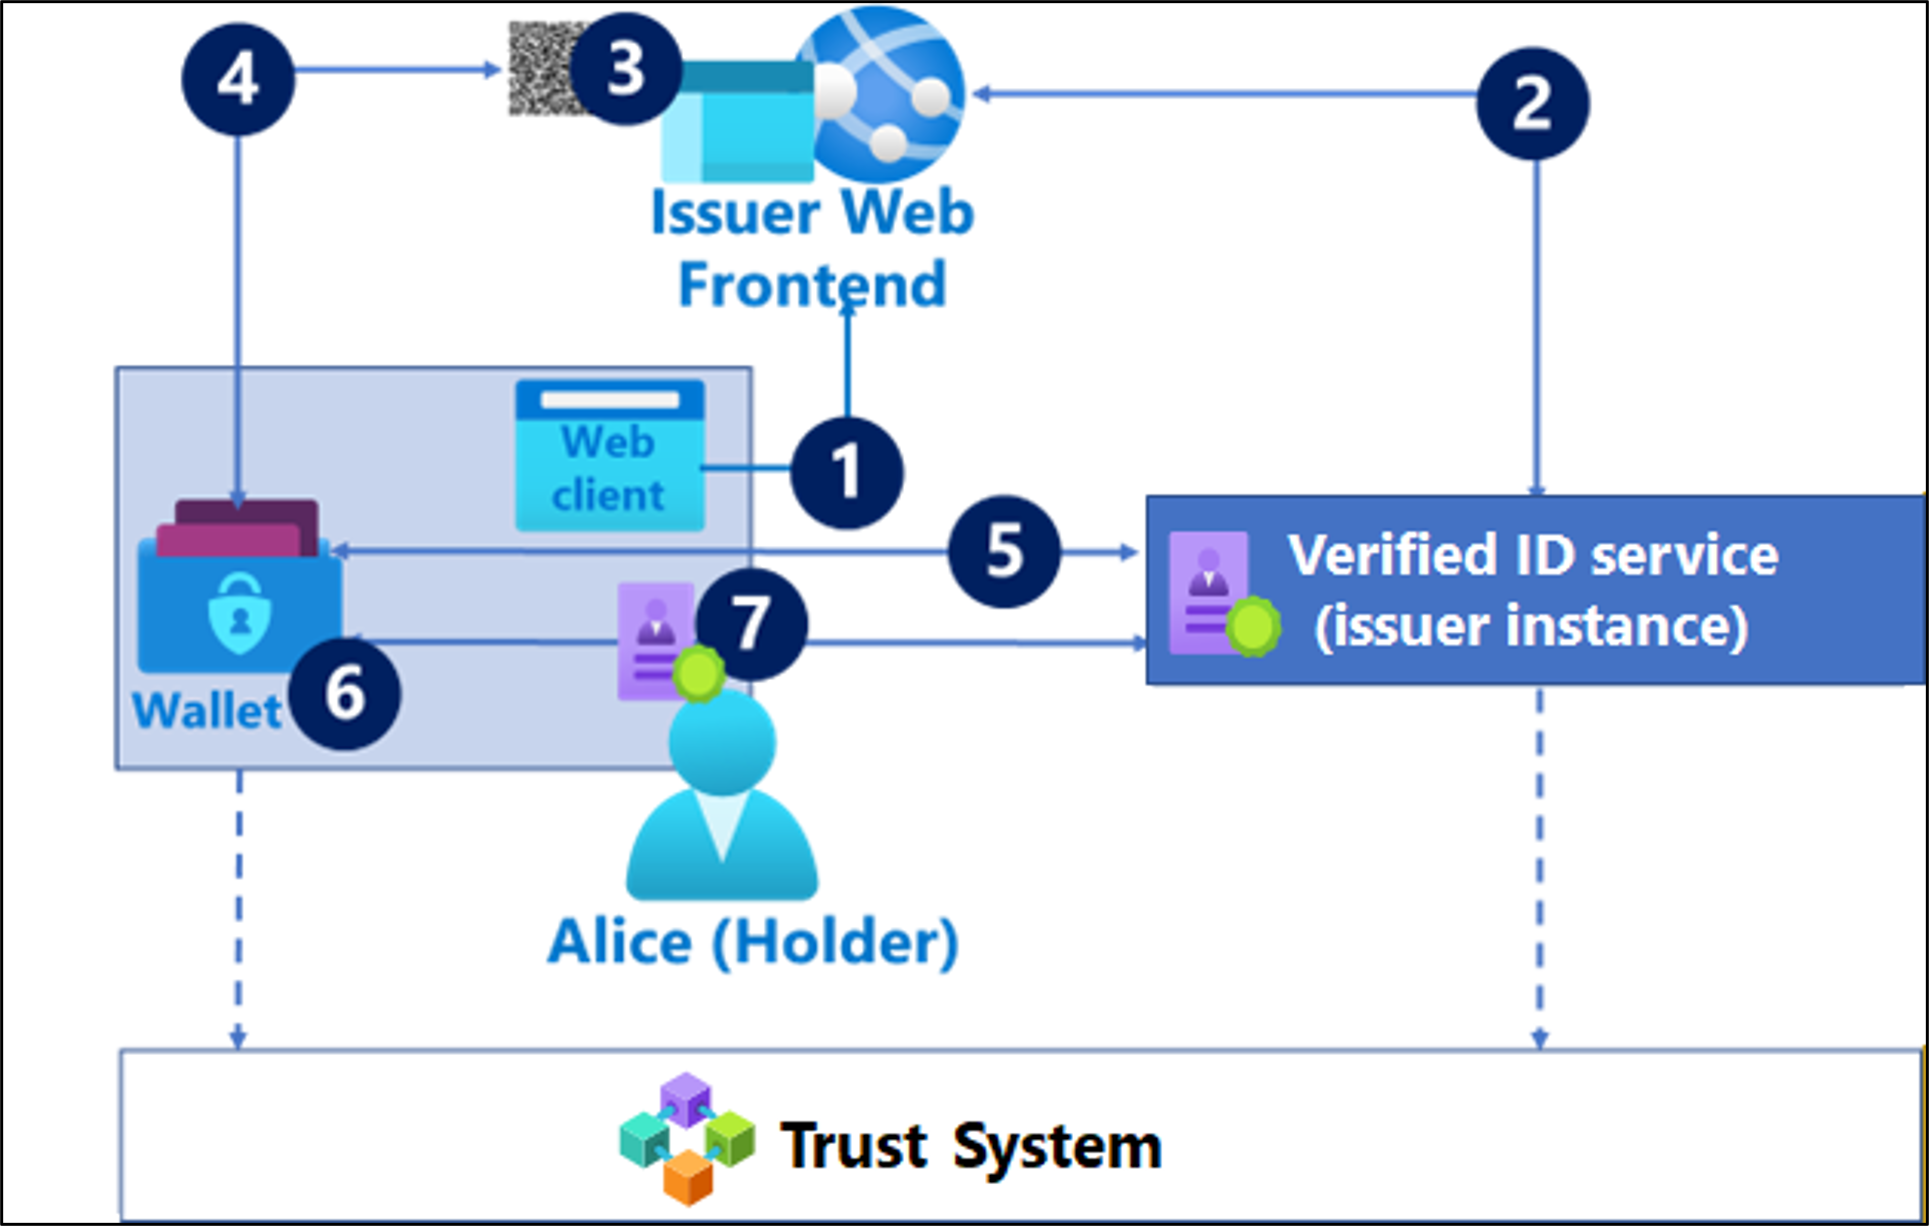 4
3
2
Issuer Web
Frontend
Web
client
1
5
Verified ID service
(issuer instance)
7
6
Wallet
Alice (Holder)
Trust System